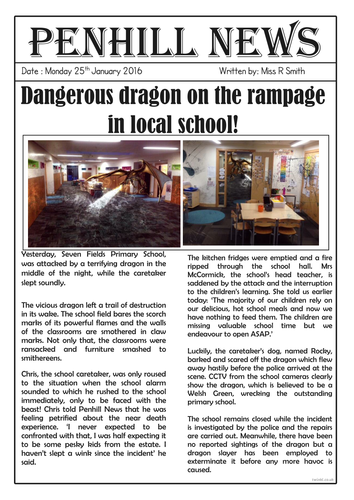 PENHILL NEWS
Date : Monday 25th January 2016
Written by: Miss R Smith
Dangerous dragon on the rampage
in local school!
Yesterday, Seven Fields Primary School,
was attacked by a terrifying dragon in the
middle of the night, while the caretaker
slept soundly.
The vicious dragon left a trail of destruction
in its wake. The school field bares the scorch
marks of its powerful flames and the walls
of the classrooms are smothered in claw
marks. Not only that, the classrooms were
ransacked and furniture smashed to
smithereens.
Chris, the school caretaker, was only roused
to the situation when the school alarm
sounded to which he rushed to the school
immediately, only to be faced with the
beast! Chris told Penhill News that he was
feeling petrified about the near death
experience. 'I never expected to be
confronted with that, I was half expecting it
to be some pesky kids from the estate. I
haven't slept a wink since the incident' he
said.
The kitchen fridges were emptied and a fire
ripped through the school hall. Mrs
McCormick, the school's head teacher, is
saddened by the attack and the interruption
to the children's learning. She told us earlier
today: 'The majority of our children rely on
our delicious, hot school meals and now we
have nothing to feed them. The children are
missing valuable school time but we
endeavour to open ASAP.'
Luckily, the caretaker's dog, named Rocky,
barked and scared off the dragon which flew
away hastily before the police arrived at the
scene. CCTV from the school cameras clearly
show the dragon, which is believed to be a
Welsh Green, wrecking the outstanding
primary school.
The school remains closed while the incident
is investigated by the police and the repairs
are carried out. Meanwhile, there have been
no reported sightings of the dragon but a
dragon slayer has been employed to
exterminate it before any more havoc is
caused.